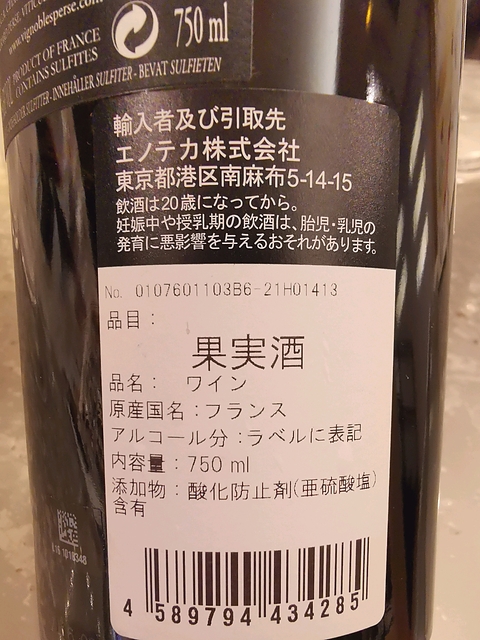 www.vignoblesperse.com
PRODUCT OF FRANCE
CONTAINS SULFITES
750 ml
INNEHÅLLER SULFITER - BEVAT SULFIETEN
輸入者及び引取先
エノテカ株式会社
東京都港区南麻布5-14-15
飲酒は20歳になってから。
妊娠中や授乳期の飲酒は、胎児・乳児の
発育に悪影響を与えるおそれがあります。
No. 0107601103B6-21H01413
品目：
果実酒
品名： ワイン
原産国名：フランス
アルコール分：ラベルに表記
内容量：750 ml
添加物：酸化防止剤(亜硫酸塩)
含有
4 589794 434285